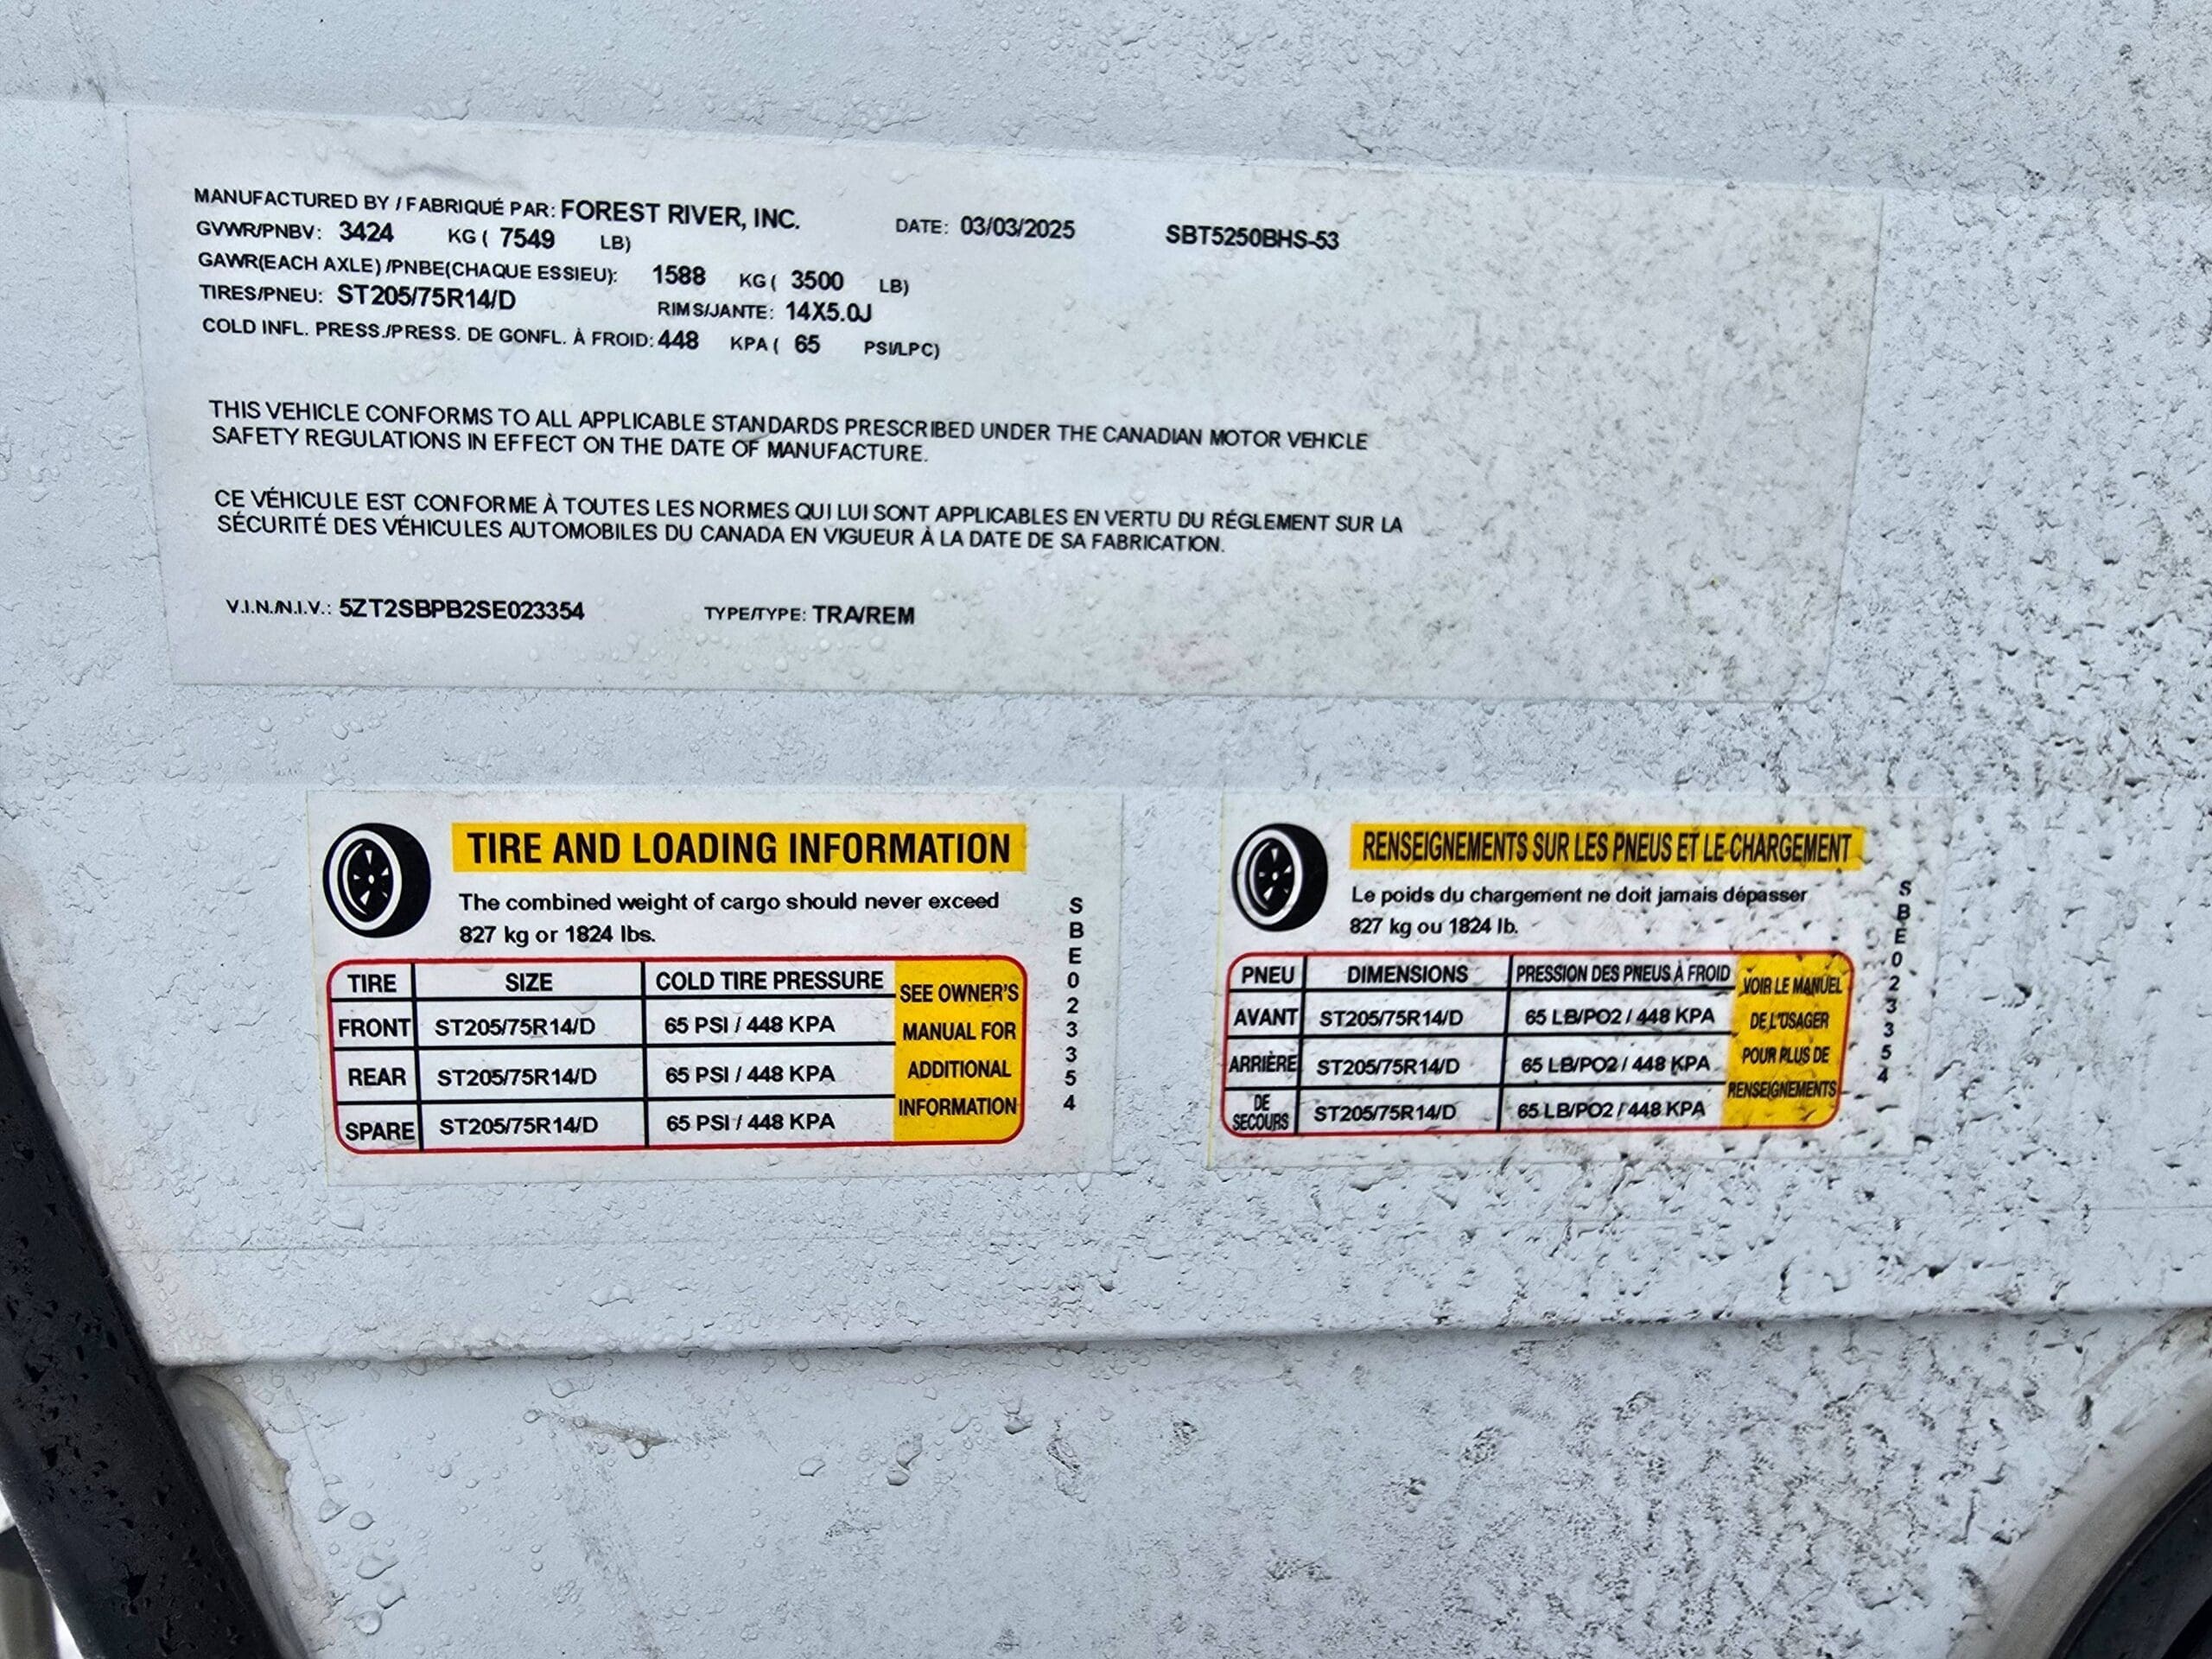 MANUFACTURED BY / FABRIQUÉ PAR: FOREST RIVER, INC. DATE: 03/03/2025 SBT5250BHS-53
GVWR/PNBV: 3424 KG ( 7549 LB)
GAWR(EACH AXLE) /PNBE(CHAQUE ESSIEU): 1588 KG ( 3500 LB)
TIRES/PNEU: ST205/75R14/D RIMS/JANTE: 14X5.0J
COLD INFL. PRESS./PRESS. DE GONFL. À FROID: 448 KPA ( 65 PSI/LPC)
THIS VEHICLE CONFORMS TO ALL APPLICABLE STANDARDS PRESCRIBED UNDER THE CANADIAN MOTOR VEHICLE
SAFETY REGULATIONS IN EFFECT ON THE DATE OF MANUFACTURE.
CE VÉHICULE EST CONFORME À TOUTES LES NORMES QUI LUI SONT APPLICABLES EN VERTU DU RÉGLEMENT SUR LA
SÉCURITÉ DES VÉHICULES AUTOMOBILES DU CANADA EN VIGUEUR À LA DATE DE SA FABRICATION.
V.I.N./N.I.V.: 5ZT2SBPB2SE023354 TYPE/TYPE: TRA/REM
TIRE AND LOADING INFORMATION
The combined weight of cargo should never exceed
827 kg or 1824 lbs.
TIRE SIZE COLD TIRE PRESSURE
FRONT ST205/75R14/D 65 PSI / 448 KPA
REAR ST205/75R14/D 65 PSI / 448 KPA
SPARE ST205/75R14/D 65 PSI / 448 KPA
SEE OWNER'S
MANUAL FOR
ADDITIONAL
INFORMATION
SBE023354
RENSEIGNEMENTS SUR LES PNEUS ET LE CHARGEMENT
Le poids du chargement ne doit jamais dépasser
827 kg ou 1824 lb.
PNEU DIMENSIONS PRESSION DES PNEUS À FROID
AVANT ST205/75R14/D 65 LB/PO2 / 448 KPA
ARRIÈRE ST205/75R14/D 65 LB/PO2 / 448 KPA
DE
SECOURS ST205/75R14/D 65 LB/PO2 / 448 KPA
VOIR LE MANUEL
DE L'USAGER
POUR PLUS DE
RENSEIGNEMENTS
SBE023354